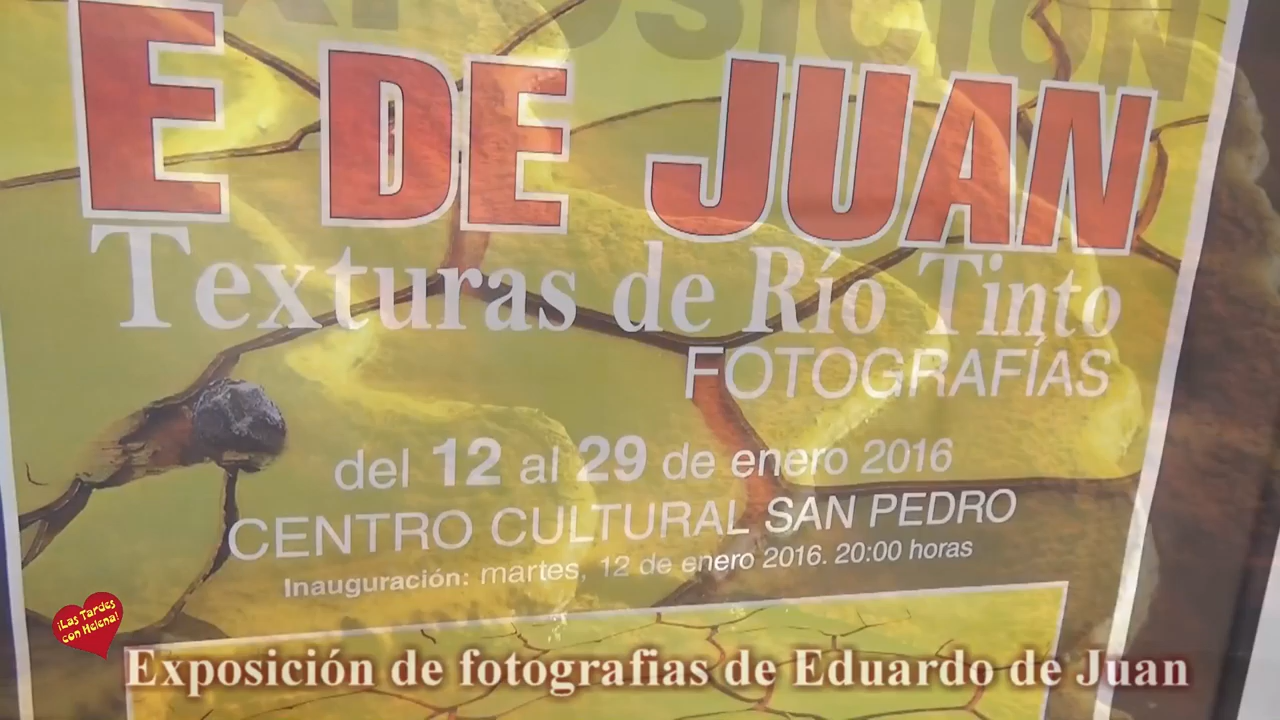 EXPOSICIÓN
E DE JUAN
Texturas de Río Tinto
FOTOGRAFÍAS
del 12 al 29 de enero 2016
CENTRO CULTURAL SAN PEDRO
Inauguración: martes, 12 de enero 2016. 20:00 horas
¡Las Tardes
con Helena!
Exposición de fotografias de Eduardo de Juan